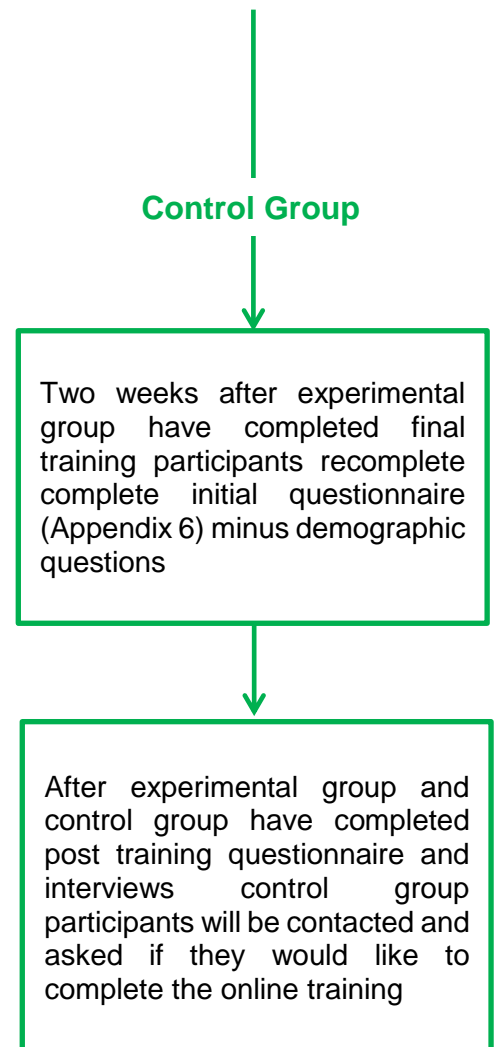 Control Group
Two weeks after experimental
group have completed final
training participants recomplete
complete initial questionnaire
(Appendix 6) minus demographic
questions
After experimental group and
control group have completed
post training questionnaire and
interviews control group
participants will be contacted and
asked if they would like to
complete the online training